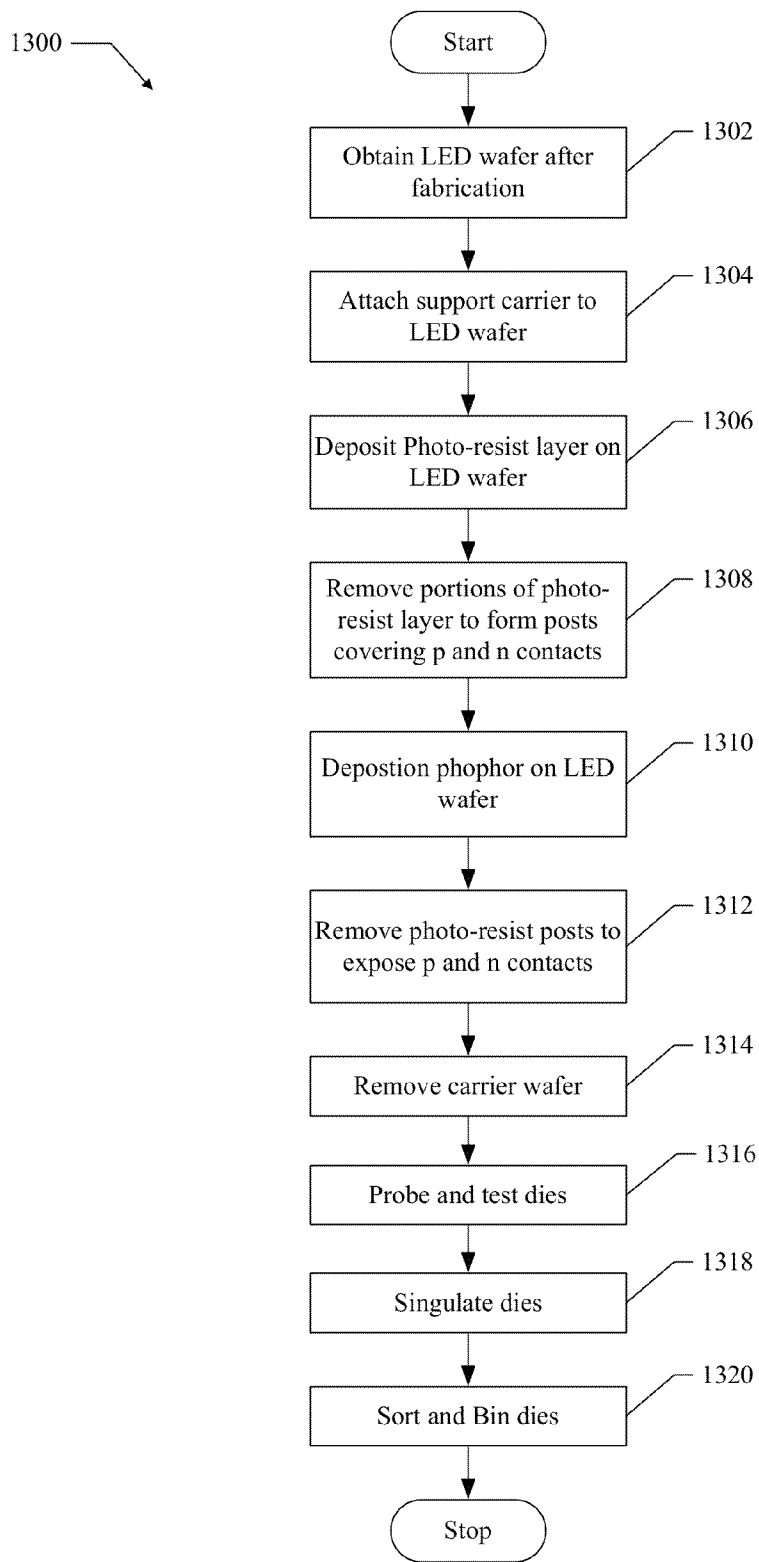 1300
Start
1302
Obtain LED wafer after
fabrication
1304
Attach support carrier to
LED wafer
1306
Deposit Photo-resist layer on
LED wafer
1308
Remove portions of photo-
resist layer to form posts
covering p and n contacts
1310
Depostion phophor on LED
wafer
1312
Remove photo-resist posts to
expose p and n contacts
1314
Remove carrier wafer
1316
Probe and test dies
1318
Singulate dies
1320
Sort and Bin dies
Stop